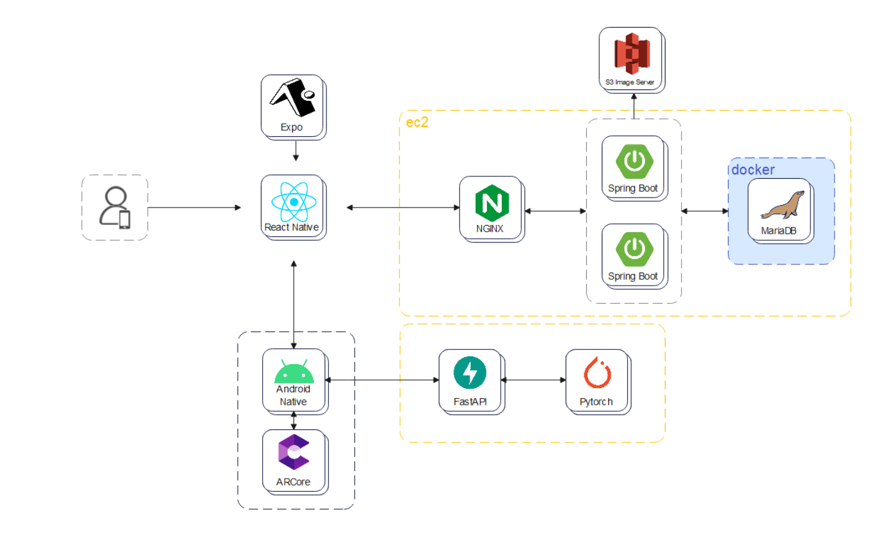 S3 Image Server
Expo
ec2
Spring Boot
docker
React Native
NGINX
MariaDB
Spring Boot
Android
Native
FastAPI
Pytorch
ARCore